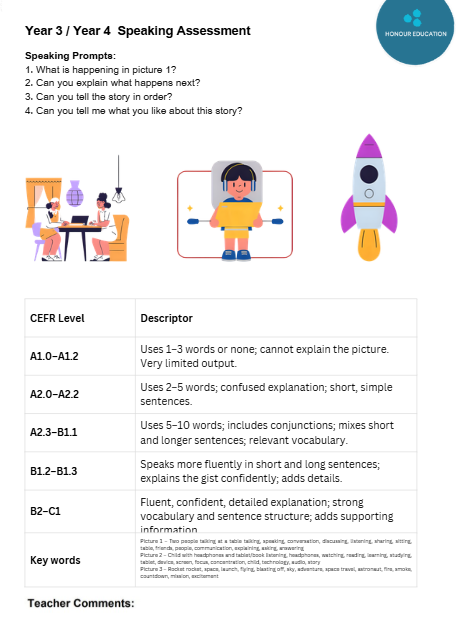 Year 3 / Year 4 Speaking Assessment
HONOUR EDUCATION
Speaking Prompts:
1. What is happening in picture 1?
2. Can you explain what happens next?
3. Can you tell the story in order?
4. Can you tell me what you like about this story?
CEFR Level
Descriptor
A1.0–A1.2
Uses 1–3 words or none; cannot explain the picture.
Very limited output.
A2.0–A2.2
Uses 2–5 words; confused explanation; short, simple
sentences.
A2.3–B1.1
Uses 5–10 words; includes conjunctions; mixes short
and longer sentences; relevant vocabulary.
B1.2–B1.3
Speaks more fluently in short and long sentences;
explains the gist confidently; adds details.
B2–C1
Fluent, confident, detailed explanation; strong
vocabulary and sentence structure; adds supporting
information
Key words
Picture 1 – Two people talking at a table talking, speaking, conversation, discussing, listening, sharing, sitting,
table, friends, people, communication, explaining, asking, answering
Picture 2 – Child with headphones and tablet/book listening, headphones, watching, reading, learning, studying,
tablet, device, screen, focus, concentration, child, technology, audio, story
Picture 3 – Rocket rocket, space, launch, flying, blasting off, sky, adventure, space travel, astronaut, fire, smoke,
countdown, mission, excitement
Teacher Comments: